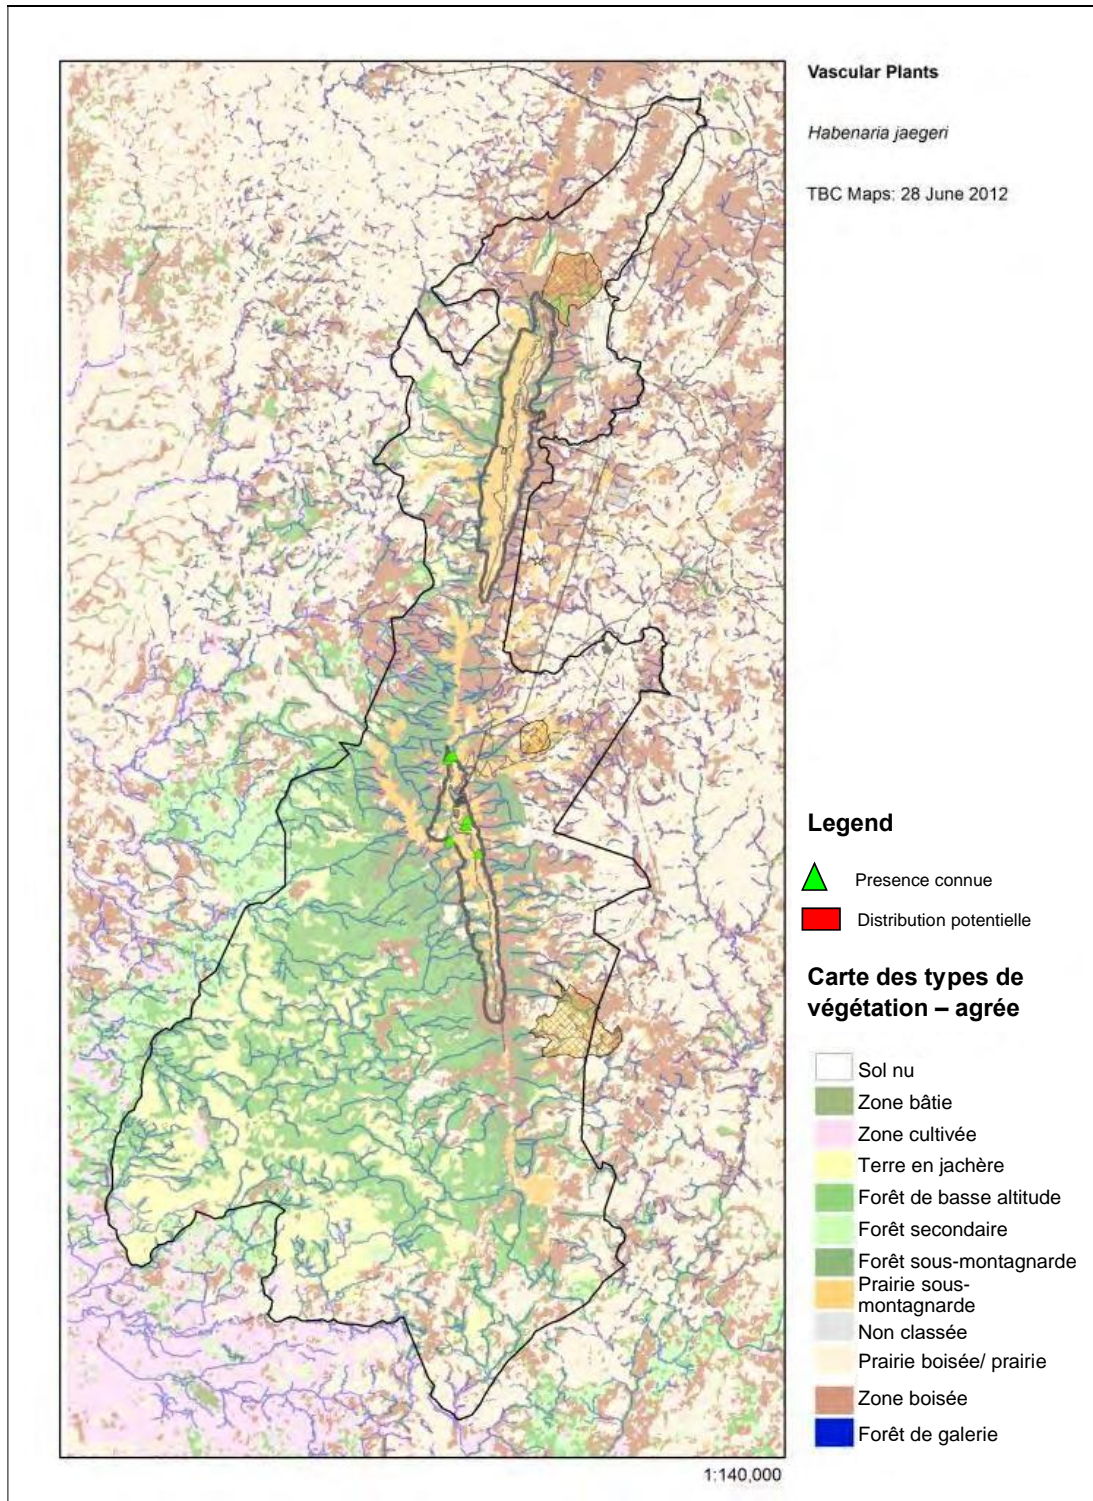 Vascular Plants
Habenaria jaegeri
TBC Maps: 28 June 2012
Legend
Presence connue
Distribution potentielle
Carte des types de
végétation – agrée
Sol nu
Zone bâtie
Zone cultivée
Terre en jachère
Forêt de basse altitude
Forêt secondaire
Forêt sous-montagnarde
Prairie sous-
montagnarde
Non classée
Prairie boisée/ prairie
Zone boisée
Forêt de galerie
1:140,000